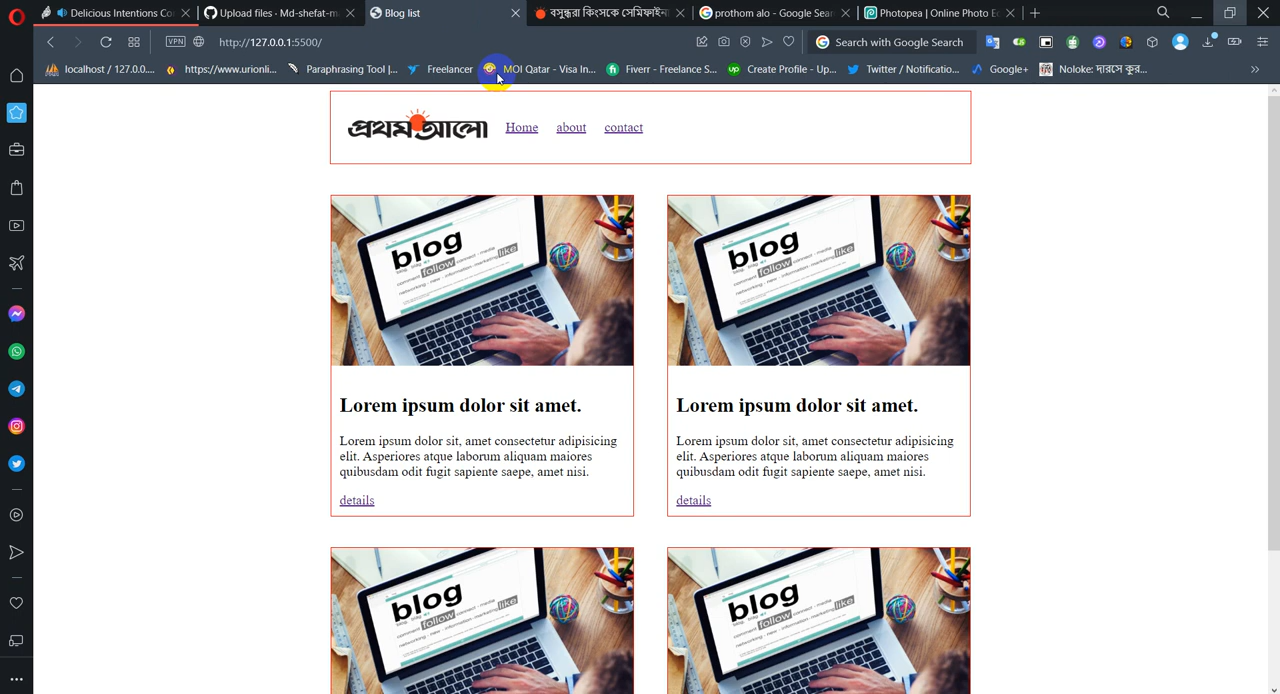 Delicious Intentions Co
Upload files · Md-shefat-m
Blog list
বসুন্ধরা কিংসকে সেমিফাইন
prothom alo - Google Sear
Photopea | Online Photo E
VPN
http://127.0.0.1:5500/
Search with Google Search
localhost / 127.0.0....
https://www.urionli...
Paraphrasing Tool |...
Freelancer
MOI Qatar - Visa In...
Fiverr - Freelance S...
Create Profile - Up...
Twitter / Notificatio...
Google+
Noloke: দারসে কুর...
প্রথম আলো
Home
about
contact
blog
follow
like
blog
follow
like
Lorem ipsum dolor sit amet.
Lorem ipsum dolor sit, amet consectetur adipisicing
elit. Asperiores atque laborum aliquam maiores
quibusdam odit fugit sapiente saepe, amet nisi.
details
Lorem ipsum dolor sit amet.
Lorem ipsum dolor sit, amet consectetur adipisicing
elit. Asperiores atque laborum aliquam maiores
quibusdam odit fugit sapiente saepe, amet nisi.
details
blog
follow
like
blog
follow
like